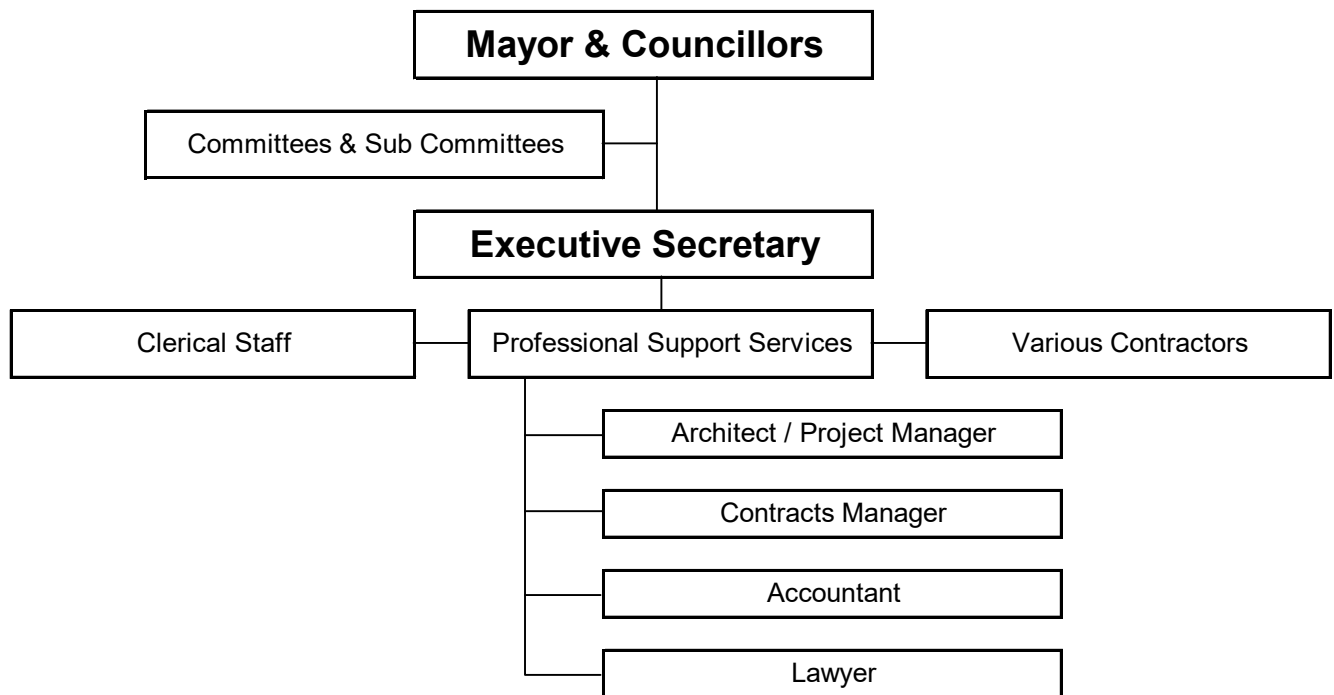 Mayor & Councillors
Committees & Sub Committees
Executive Secretary
Clerical Staff
Professional Support Services
Various Contractors
Architect / Project Manager
Contracts Manager
Accountant
Lawyer